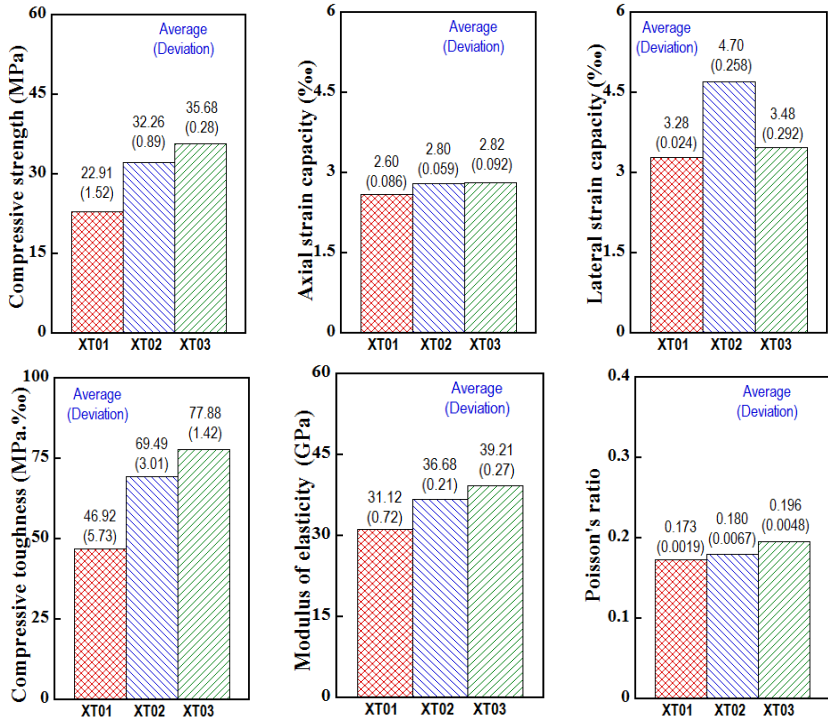 Compressive strength (MPa)
60
45
30
15
0
Average
(Deviation)
22.91
(1.52)
32.26
(0.89)
35.68
(0.28)
XT01 XT02 XT03
Axial strain capacity (‰)
6
4.5
3
1.5
0
Average
(Deviation)
2.60
(0.086)
2.80
(0.059)
2.82
(0.092)
XT01 XT02 XT03
Lateral strain capacity (‰)
6
4.5
3
1.5
0
Average
(Deviation)
3.28
(0.024)
4.70
(0.258)
3.48
(0.292)
XT01 XT02 XT03
Compressive toughness (MPa.‰)
100
75
50
25
0
Average
(Deviation)
46.92
(5.73)
69.49
(3.01)
77.88
(1.42)
XT01 XT02 XT03
Modulus of elasticity (GPa)
60
45
30
15
0
Average
(Deviation)
31.12
(0.72)
36.68
(0.21)
39.21
(0.27)
XT01 XT02 XT03
Poisson's ratio
0.4
0.3
0.2
0.1
0
Average
(Deviation)
0.173
(0.0019)
0.180
(0.0067)
0.196
(0.0048)
XT01 XT02 XT03